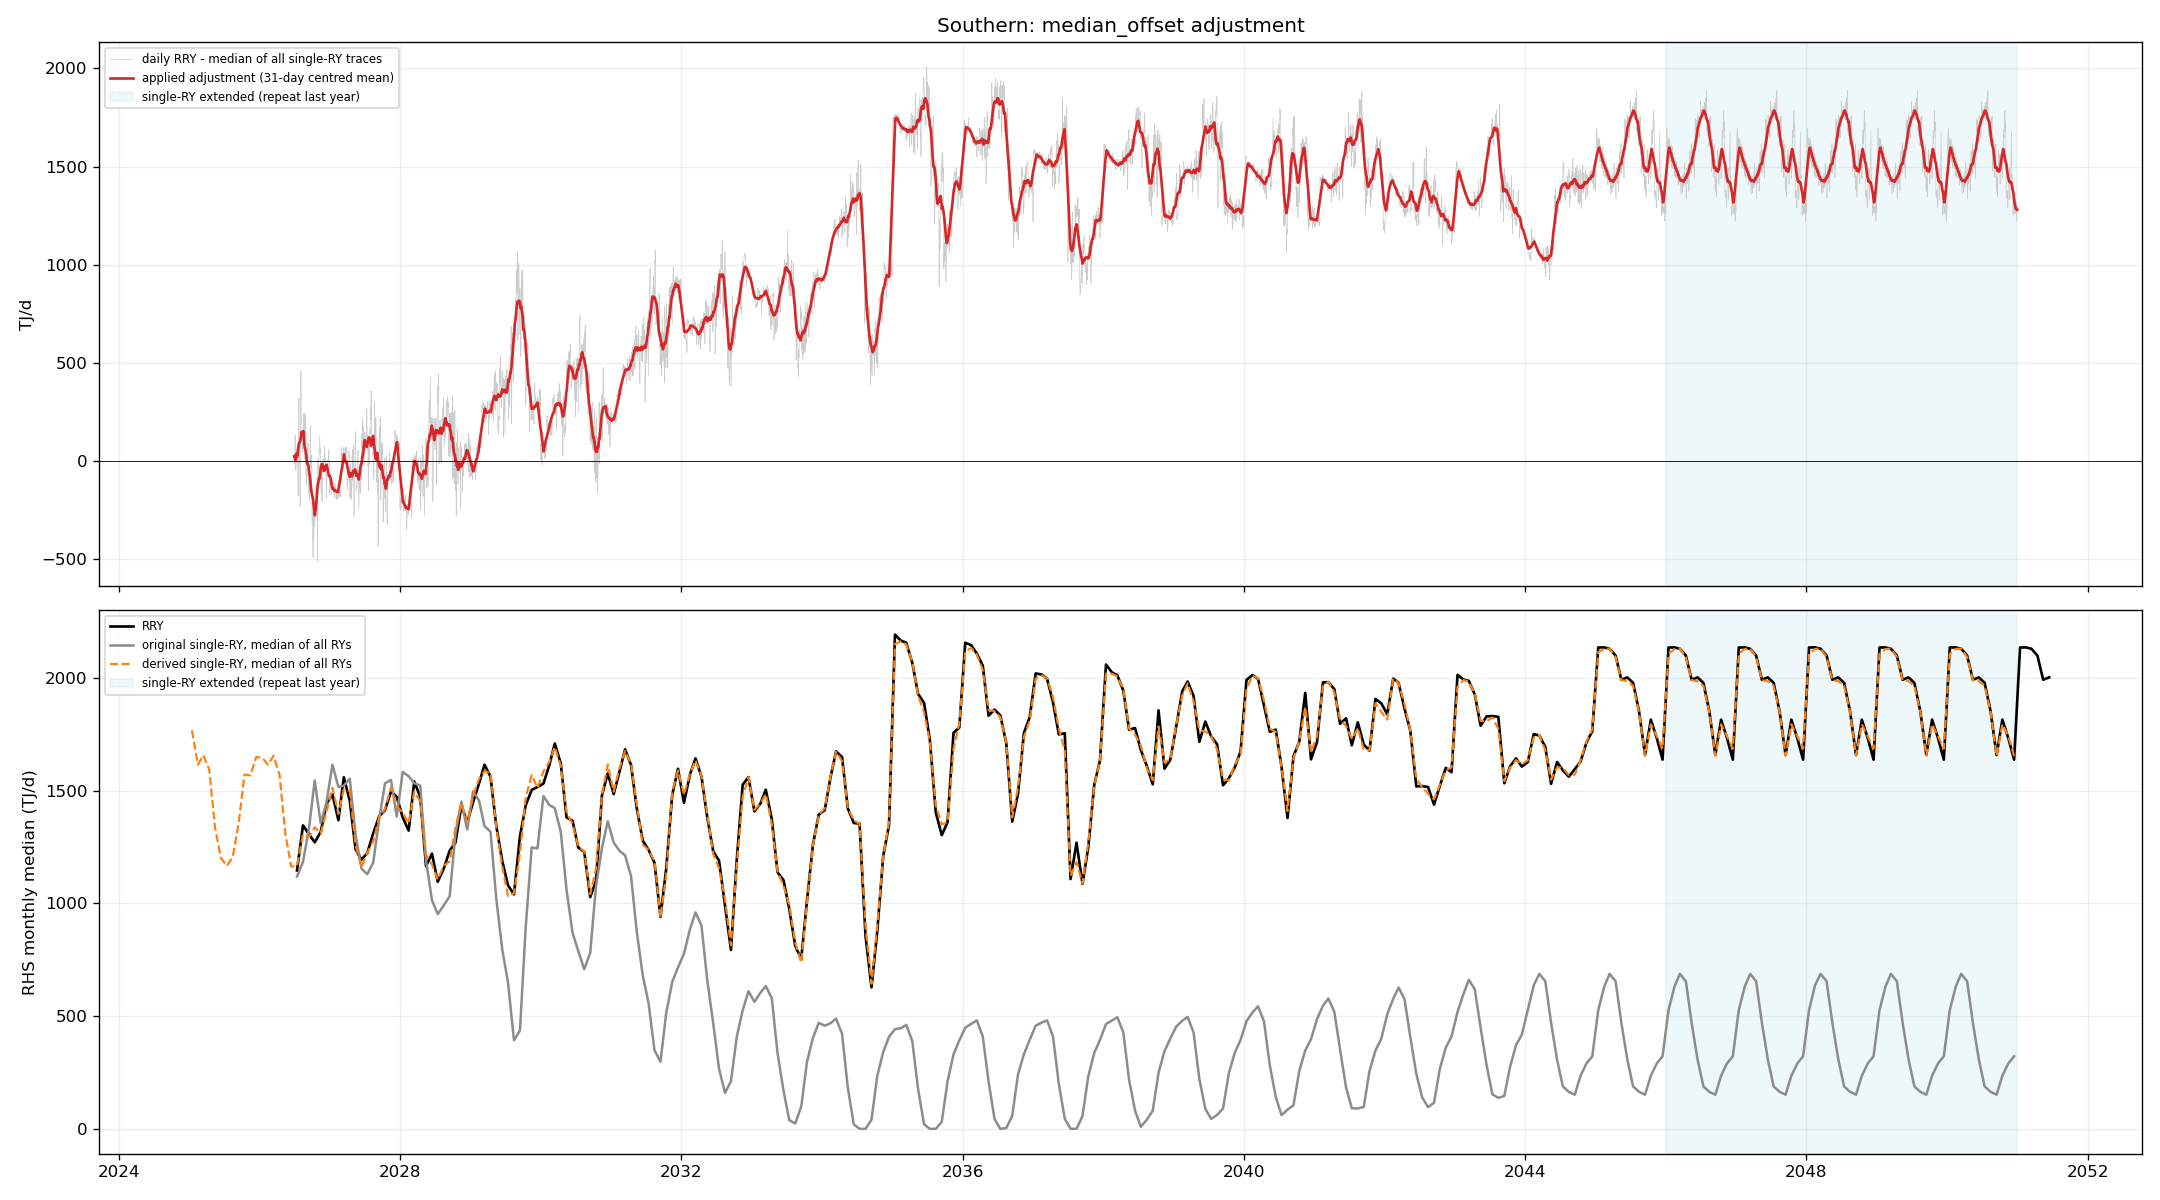 Southern: median_offset adjustment
daily RRY - median of all single-RY traces
applied adjustment (31-day centred mean)
single-RY extended (repeat last year)
TJ/d
2000
1500
1000
500
0
−500
RRY
original single-RY, median of all RYs
derived single-RY, median of all RYs
single-RY extended (repeat last year)
RHS monthly median (TJ/d)
2000
1500
1000
500
0
2024 2028 2032 2036 2040 2044 2048 2052